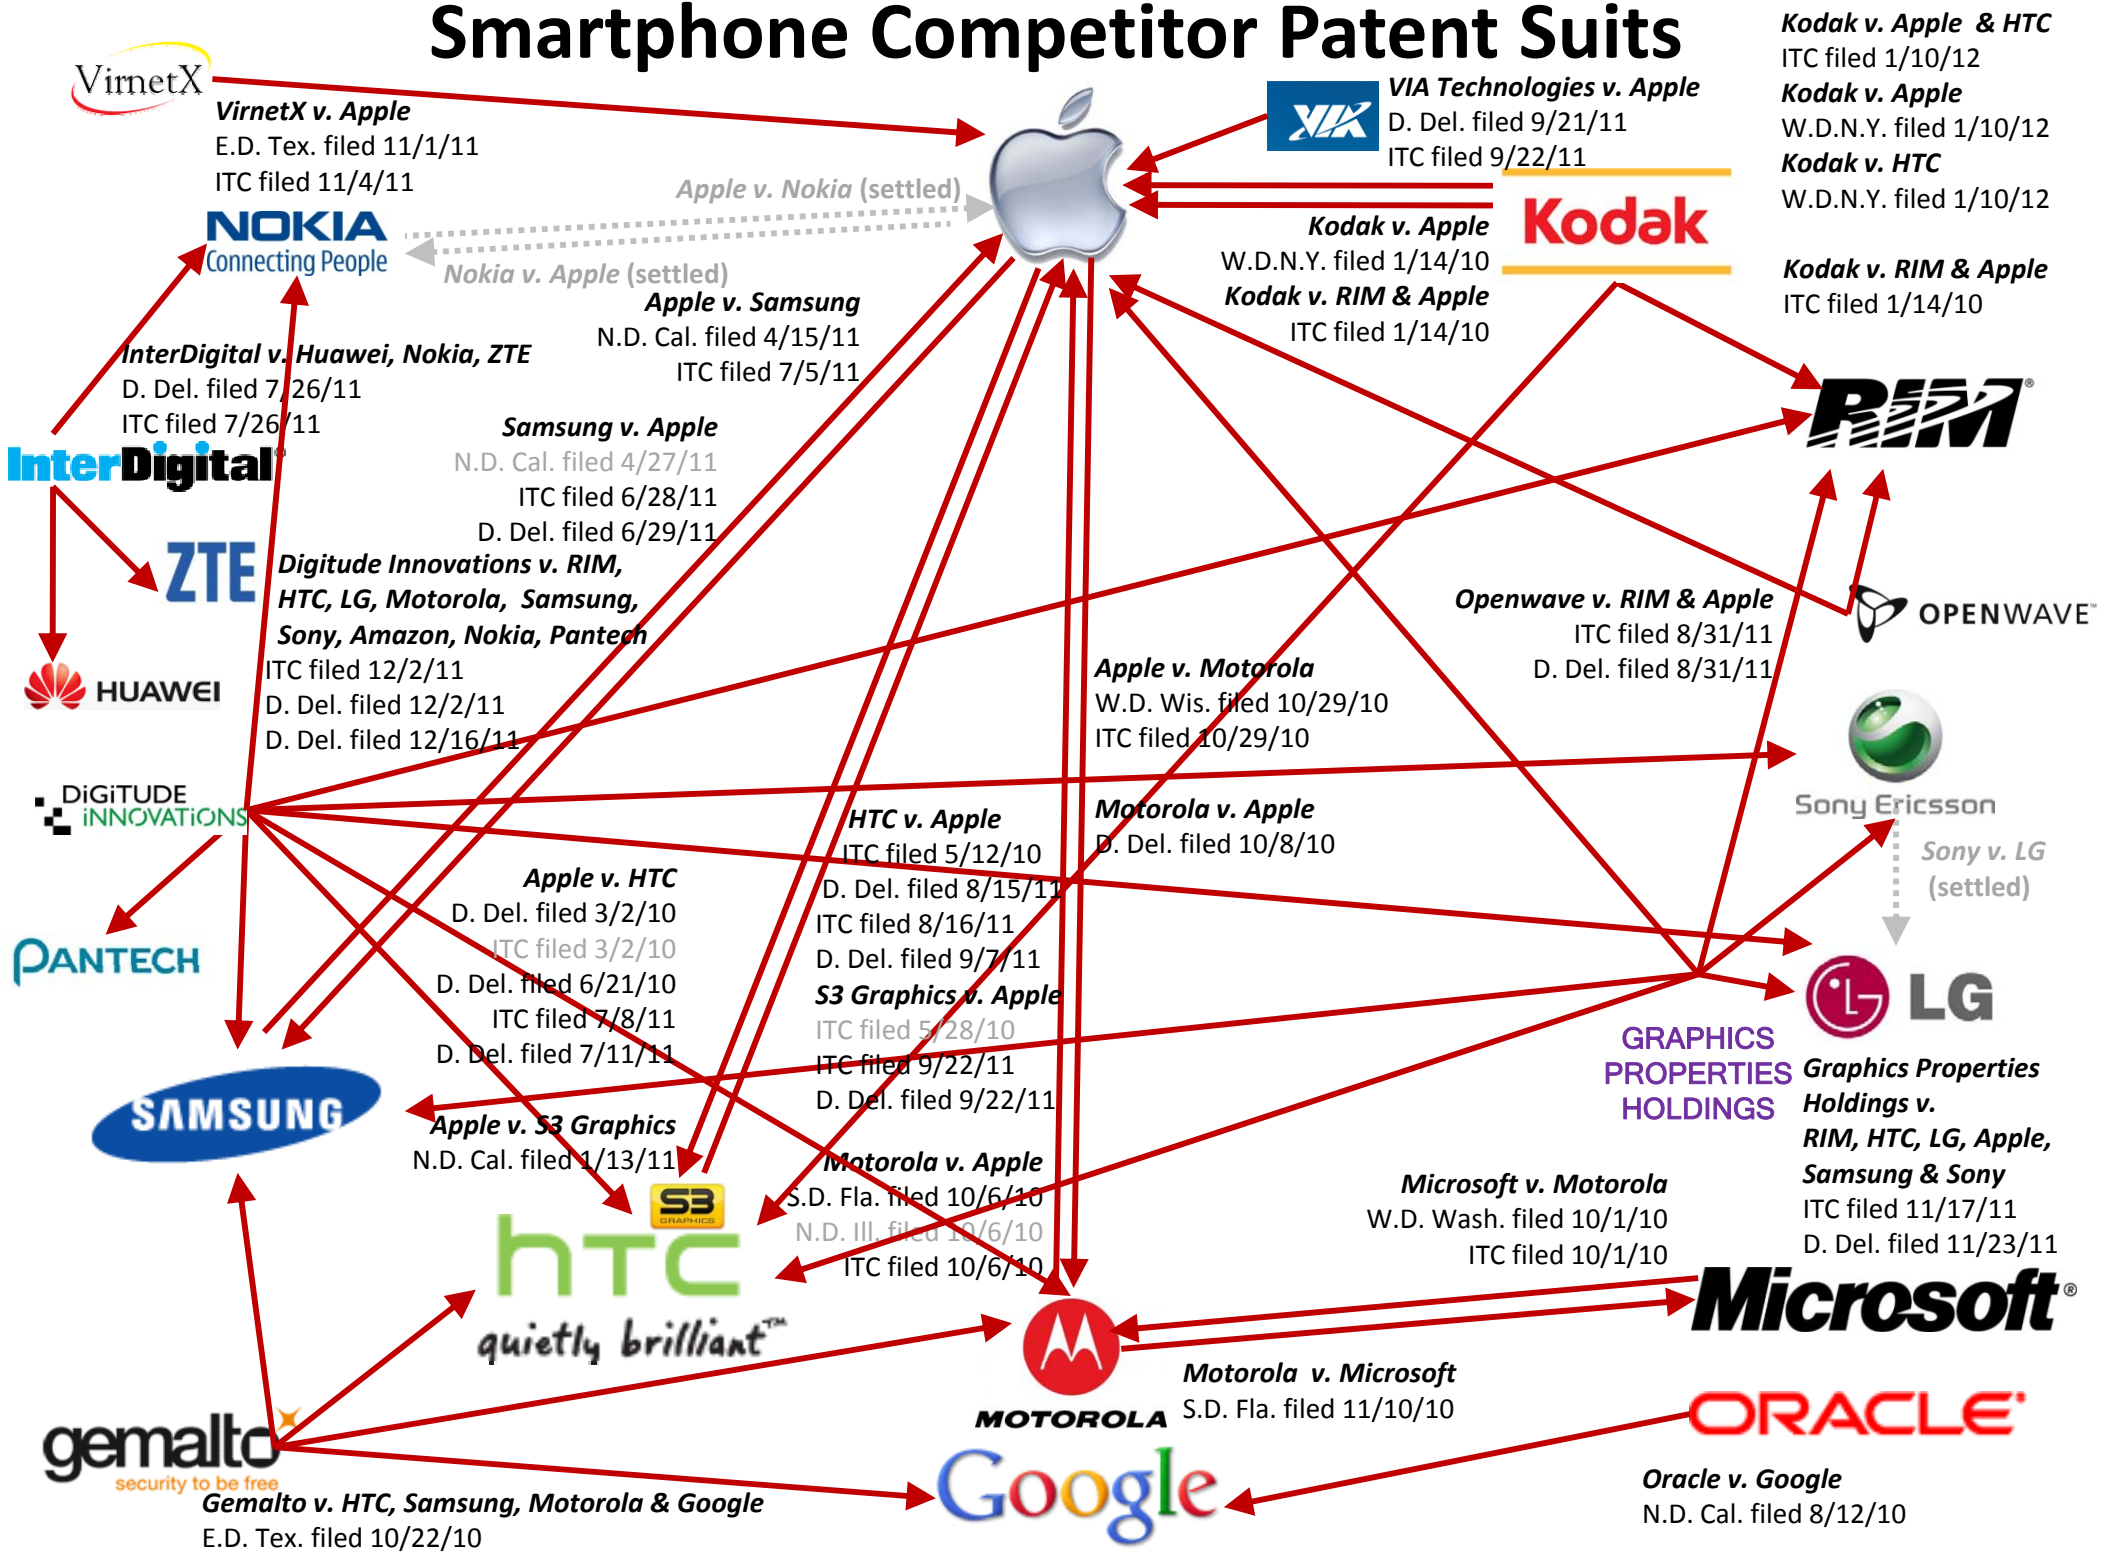 Smartphone Competitor Patent Suits
VirnetX
VirnetX v. Apple
E.D. Tex. filed 11/1/11
ITC filed 11/4/11
VIA
VIA Technologies v. Apple
D. Del. filed 9/21/11
ITC filed 9/22/11
Kodak v. Apple & HTC
ITC filed 1/10/12
Kodak v. Apple
W.D.N.Y. filed 1/10/12
Kodak v. HTC
W.D.N.Y. filed 1/10/12
Kodak
Kodak v. Apple
W.D.N.Y. filed 1/14/10
Kodak v. RIM & Apple
ITC filed 1/14/10
Kodak v. RIM & Apple
ITC filed 1/14/10
NOKIA
Connecting People
Apple v. Nokia (settled)
Nokia v. Apple (settled)
Apple v. Samsung
N.D. Cal. filed 4/15/11
ITC filed 7/5/11
InterDigital v. Huawei, Nokia, ZTE
D. Del. filed 7/26/11
ITC filed 7/26/11
InterDigital
RIM®
Samsung v. Apple
N.D. Cal. filed 4/27/11
ITC filed 6/28/11
D. Del. filed 6/29/11
ZTE
Digitude Innovations v. RIM,
HTC, LG, Motorola, Samsung,
Sony, Amazon, Nokia, Pantech
ITC filed 12/2/11
D. Del. filed 12/2/11
D. Del. filed 12/16/11
HUAWEI
Openwave v. RIM & Apple
ITC filed 8/31/11
D. Del. filed 8/31/11
OPENWAVE™
Apple v. Motorola
W.D. Wis. filed 10/29/10
ITC filed 10/29/10
Sony Ericsson
DiGiTUDE
iNNOVATiONS
Motorola v. Apple
D. Del. filed 10/8/10
HTC v. Apple
ITC filed 5/12/10
D. Del. filed 8/15/11
ITC filed 8/16/11
D. Del. filed 9/7/11
S3 Graphics v. Apple
ITC filed 5/28/10
ITC filed 9/22/11
D. Del. filed 9/22/11
Sony v. LG
(settled)
Apple v. HTC
D. Del. filed 3/2/10
ITC filed 3/2/10
D. Del. filed 6/21/10
ITC filed 7/8/11
D. Del. filed 7/11/11
PANTECH
LG
GRAPHICS
PROPERTIES
HOLDINGS
Graphics Properties
Holdings v.
RIM, HTC, LG, Apple,
Samsung & Sony
ITC filed 11/17/11
D. Del. filed 11/23/11
SAMSUNG
Apple v. S3 Graphics
N.D. Cal. filed 1/13/11
S3
GRAPHICS
hTC
quietly brilliant™
Motorola v. Apple
S.D. Fla. filed 10/6/10
N.D. Ill. filed 10/6/10
ITC filed 10/6/10
Microsoft v. Motorola
W.D. Wash. filed 10/1/10
ITC filed 10/1/10
Microsoft®
MOTOROLA
Motorola v. Microsoft
S.D. Fla. filed 11/10/10
ORACLE
gemalto
security to be free
Gemalto v. HTC, Samsung, Motorola & Google
E.D. Tex. filed 10/22/10
Google
Oracle v. Google
N.D. Cal. filed 8/12/10